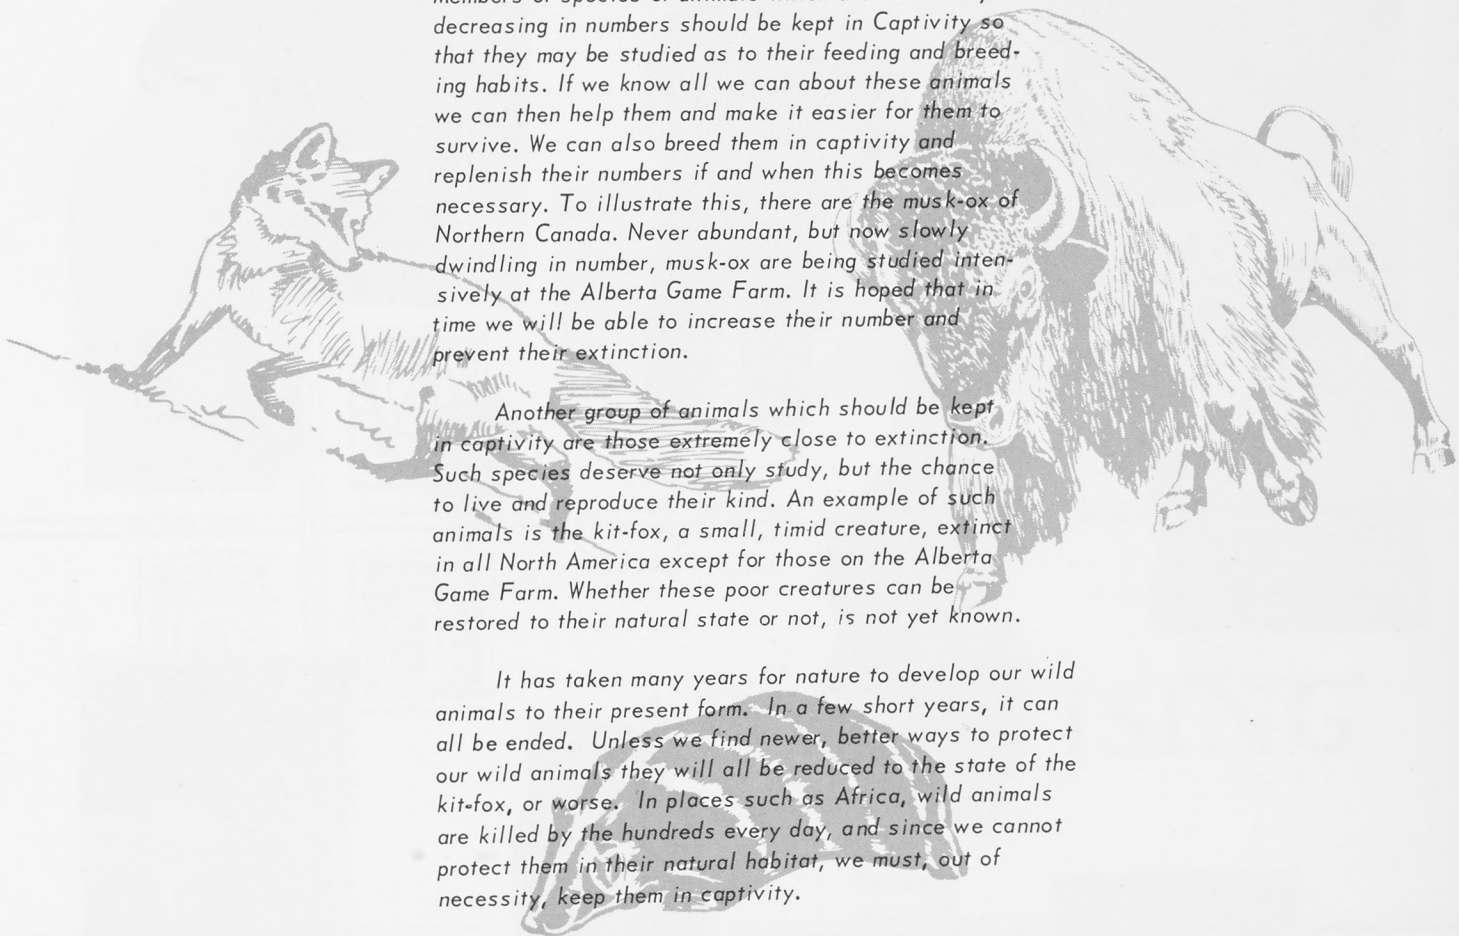 decreasing in numbers should be kept in Captivity so
that they may be studied as to their feeding and breed-
ing habits. If we know all we can about these animals
we can then help them and make it easier for them to
survive. We can also breed them in captivity and
replenish their numbers if and when this becomes
necessary. To illustrate this, there are the musk-ox of
Northern Canada. Never abundant, but now slowly
dwindling in number, musk-ox are being studied inten-
sively at the Alberta Game Farm. It is hoped that in
time we will be able to increase their number and
prevent their extinction.
Another group of animals which should be kept
in captivity are those extremely close to extinction.
Such species deserve not only study, but the chance
to live and reproduce their kind. An example of such
animals is the kit-fox, a small, timid creature, extinct
in all North America except for those on the Alberta
Game Farm. Whether these poor creatures can be
restored to their natural state or not, is not yet known.
It has taken many years for nature to develop our wild
animals to their present form. In a few short years, it can
all be ended. Unless we find newer, better ways to protect
our wild animals they will all be reduced to the state of the
kit-fox, or worse. In places such as Africa, wild animals
are killed by the hundreds every day, and since we cannot
protect them in their natural habitat, we must, out of
necessity, keep them in captivity.